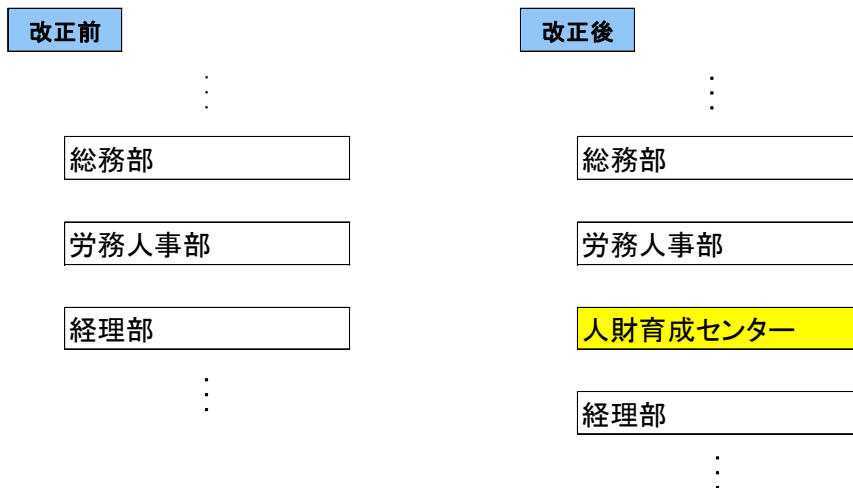 改正前
総務部
労務人事部
経理部
改正後
総務部
労務人事部
人財育成センター
経理部